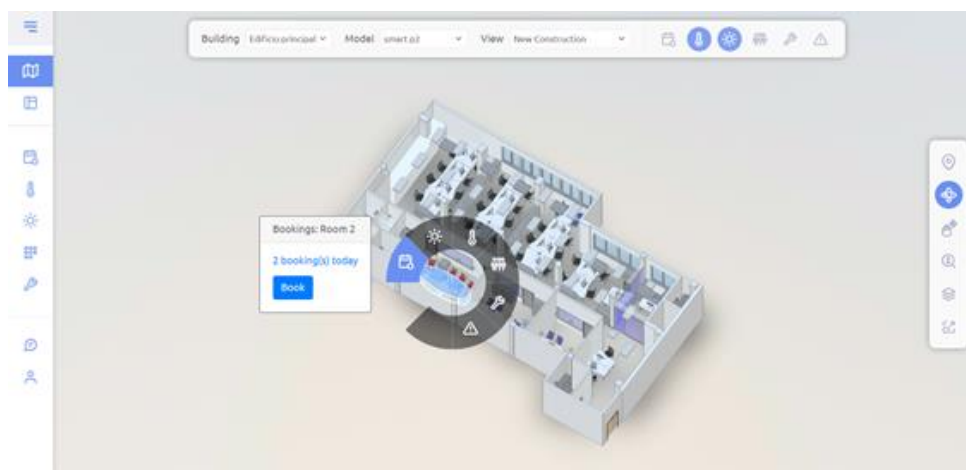 Building Edificio principal Model smart p2 View New Construction
Bookings: Room 2
2 booking(s) today
Book